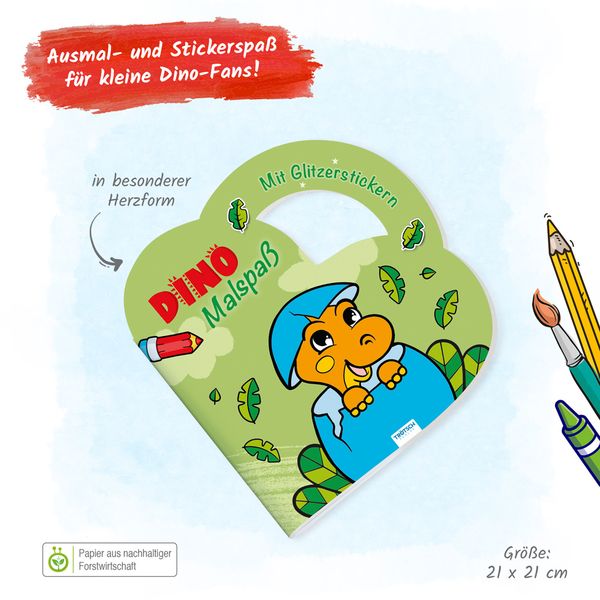 Ausmal- und Stickerspaß
für kleine Dino-Fans!
in besonderer
Herzform
Mit Glitzerstickern
DINO
Malspaß
TRÖTSCH
Papier aus nachhaltiger
Forstwirtschaft
Größe:
21 x 21 cm